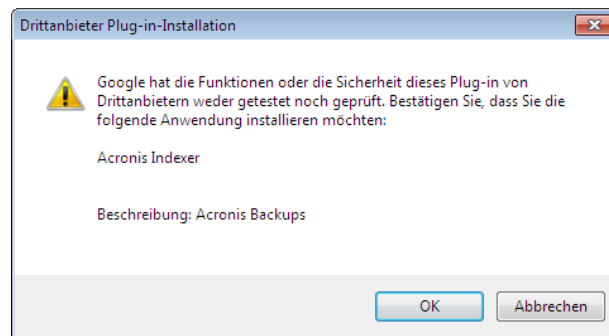 Drittanbieter Plug-in-Installation
Google hat die Funktionen oder die Sicherheit dieses Plug-in von
Drittanbietern weder getestet noch geprüft. Bestätigen Sie, dass Sie die
folgende Anwendung installieren möchten:
Acronis Indexer
Beschreibung: Acronis Backups
OK
Abbrechen